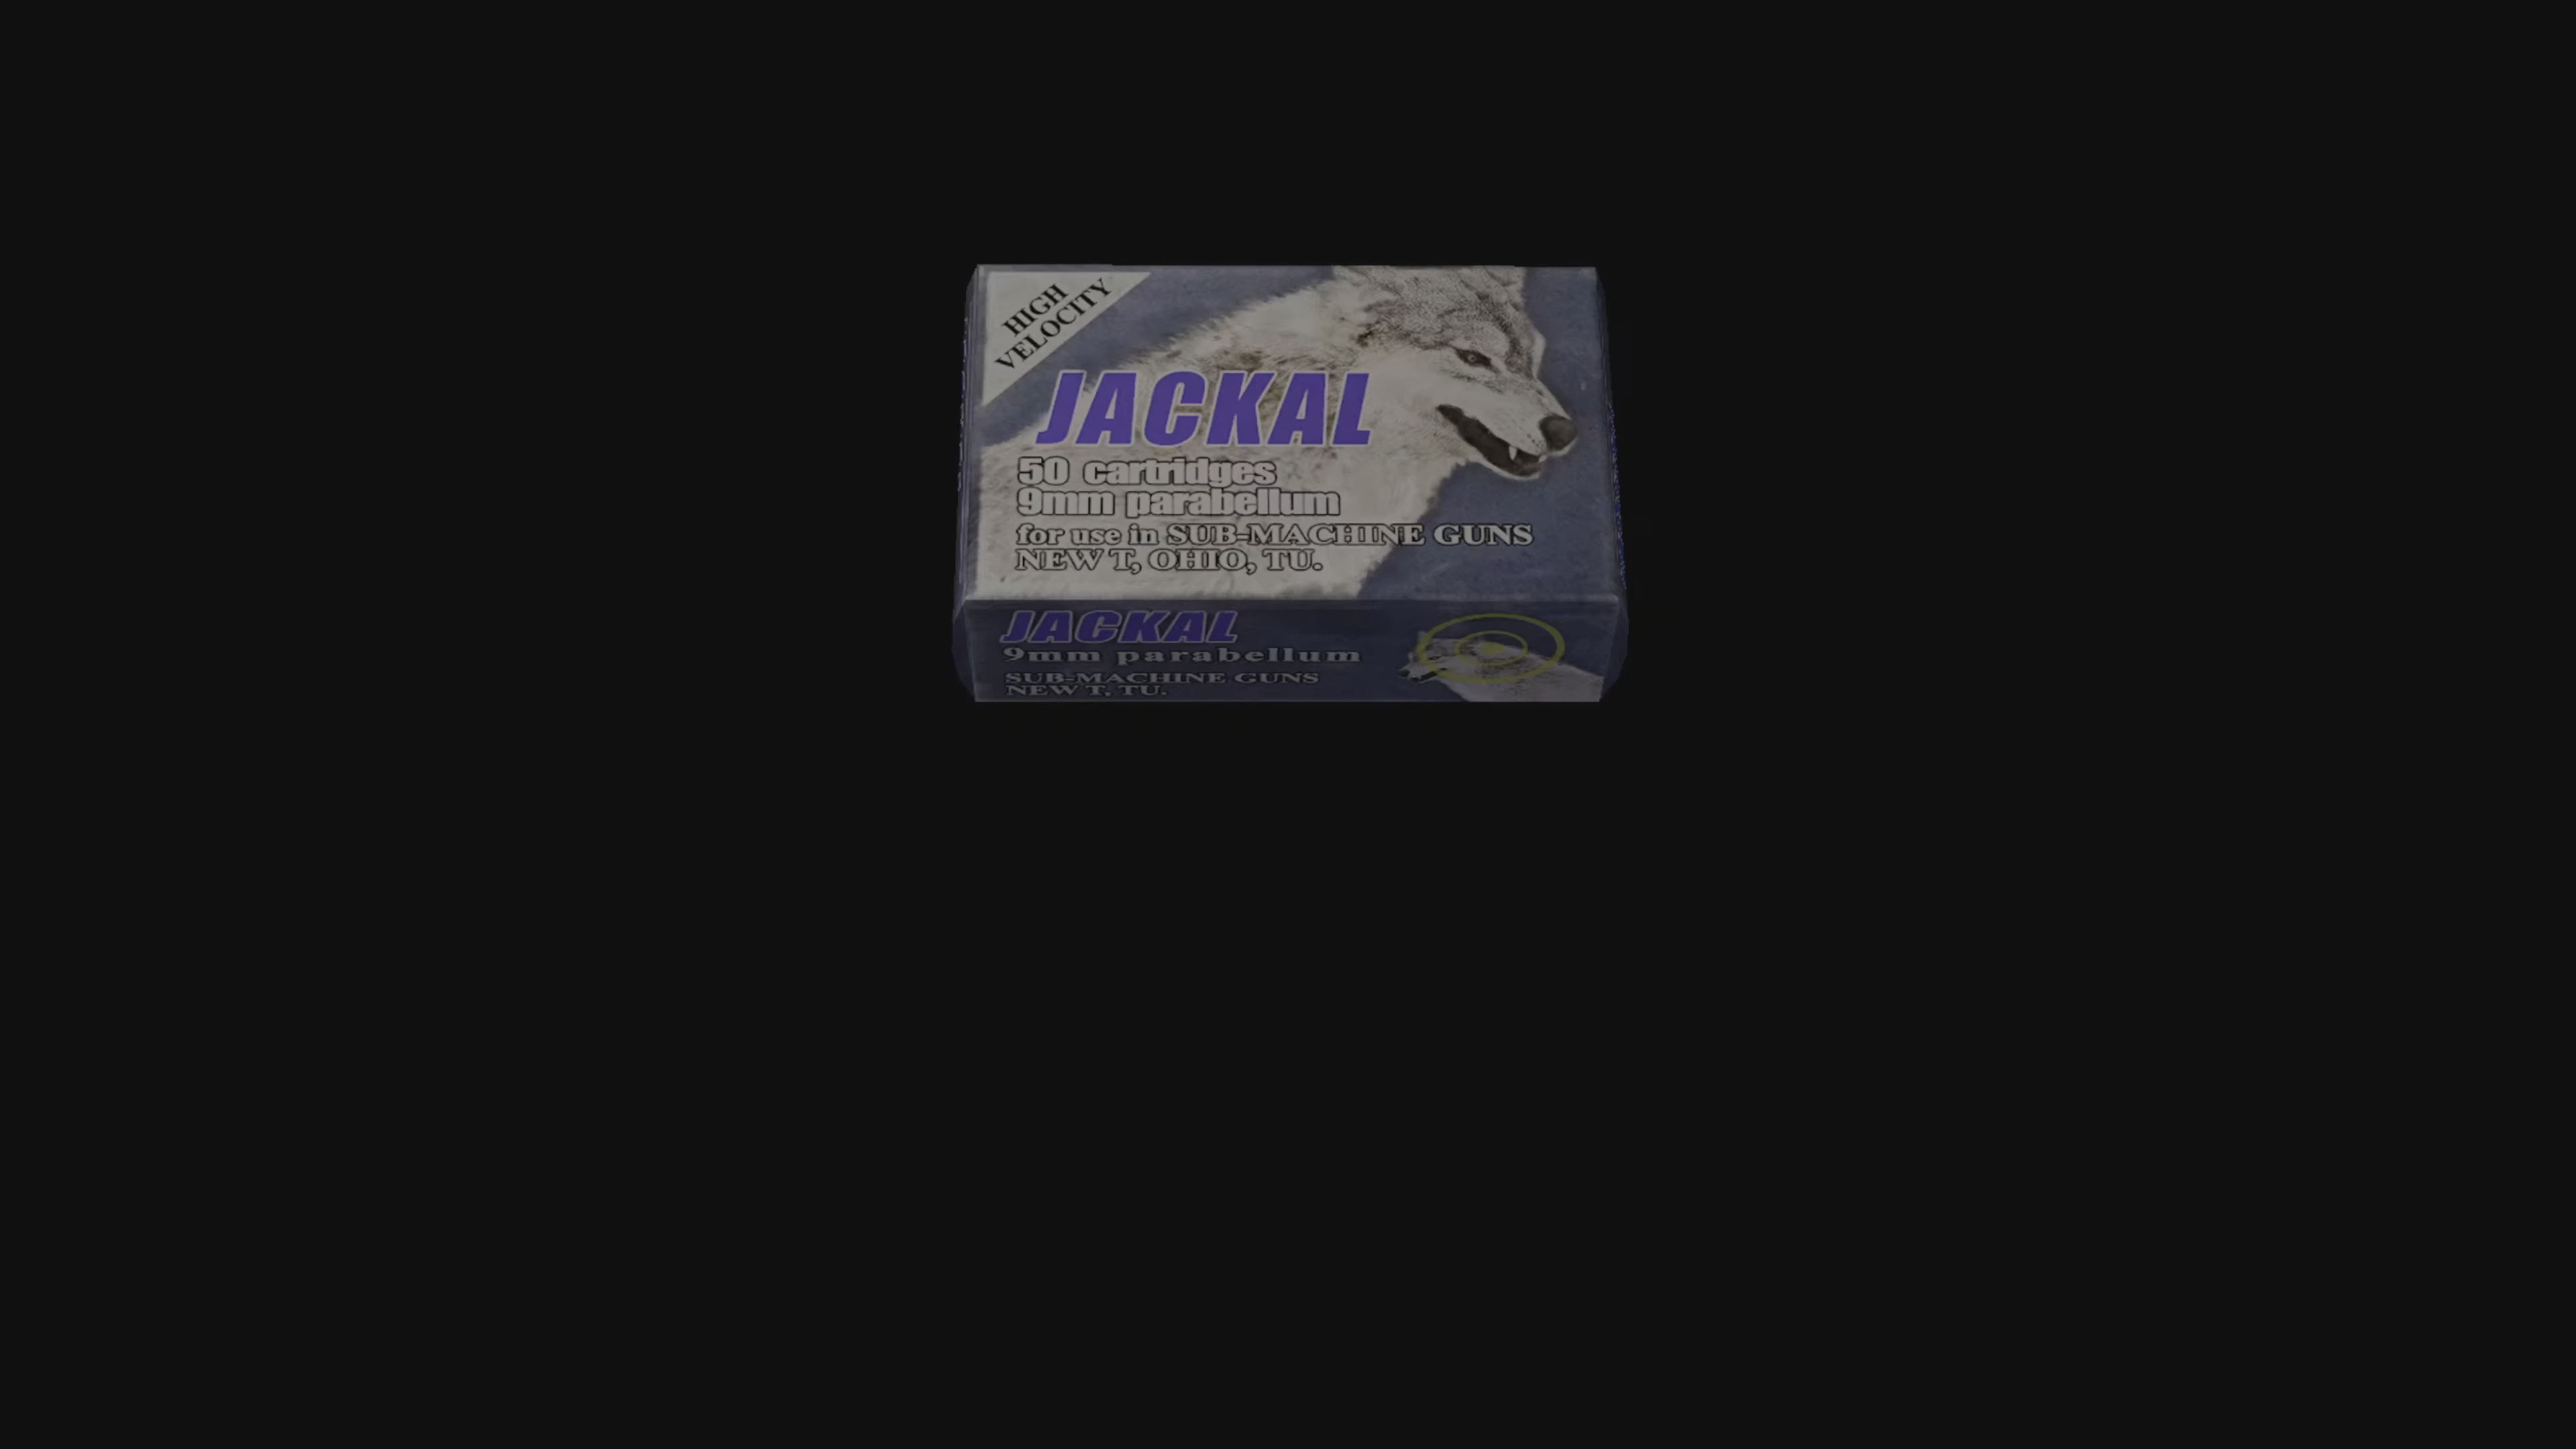 HIGH
VELOCITY
JACKAL
50 cartridges
9mm parabellum
for use in SUB-MACHINE GUNS
NEW T, OHIO, TU.
JACKAL
9mm parabellum
SUB-MACHINE GUNS
NEW T, TU.